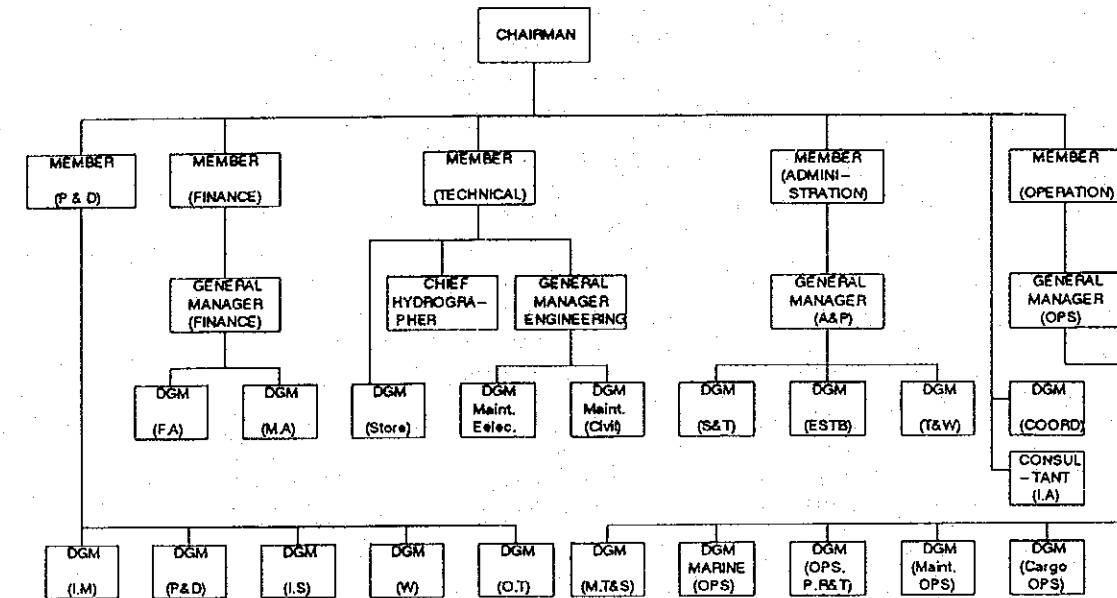 CHAIRMAN
MEMBER
(P & D)
MEMBER
(FINANCE)
MEMBER
(TECHNICAL)
MEMBER
(ADMINI-
STRATION)
MEMBER
(OPERATION)
GENERAL
MANAGER
(FINANCE)
CHIEF
HYDROGRA-
PHER
GENERAL
MANAGER
ENGINEERING
GENERAL
MANAGER
(A&P)
GENERAL
MANAGER
(OPS)
DGM
(F.A)
DGM
(M.A)
DGM
(Store)
DGM
Maint.
Eelec.
DGM
Maint.
(Civil)
DGM
(S&T)
DGM
(ESTB)
DGM
(T&W)
DGM
(COORD)
CONSUL
-TANT
(I.A)
DGM
(I.M)
DGM
(P&D)
DGM
(I.S)
DGM
(W)
DGM
(O.T)
DGM
(M.T&S)
DGM
MARINE
(OPS)
DGM
(OPS.
P.R&T)
DGM
(Maint.
OPS)
DGM
(Cargo
OPS)